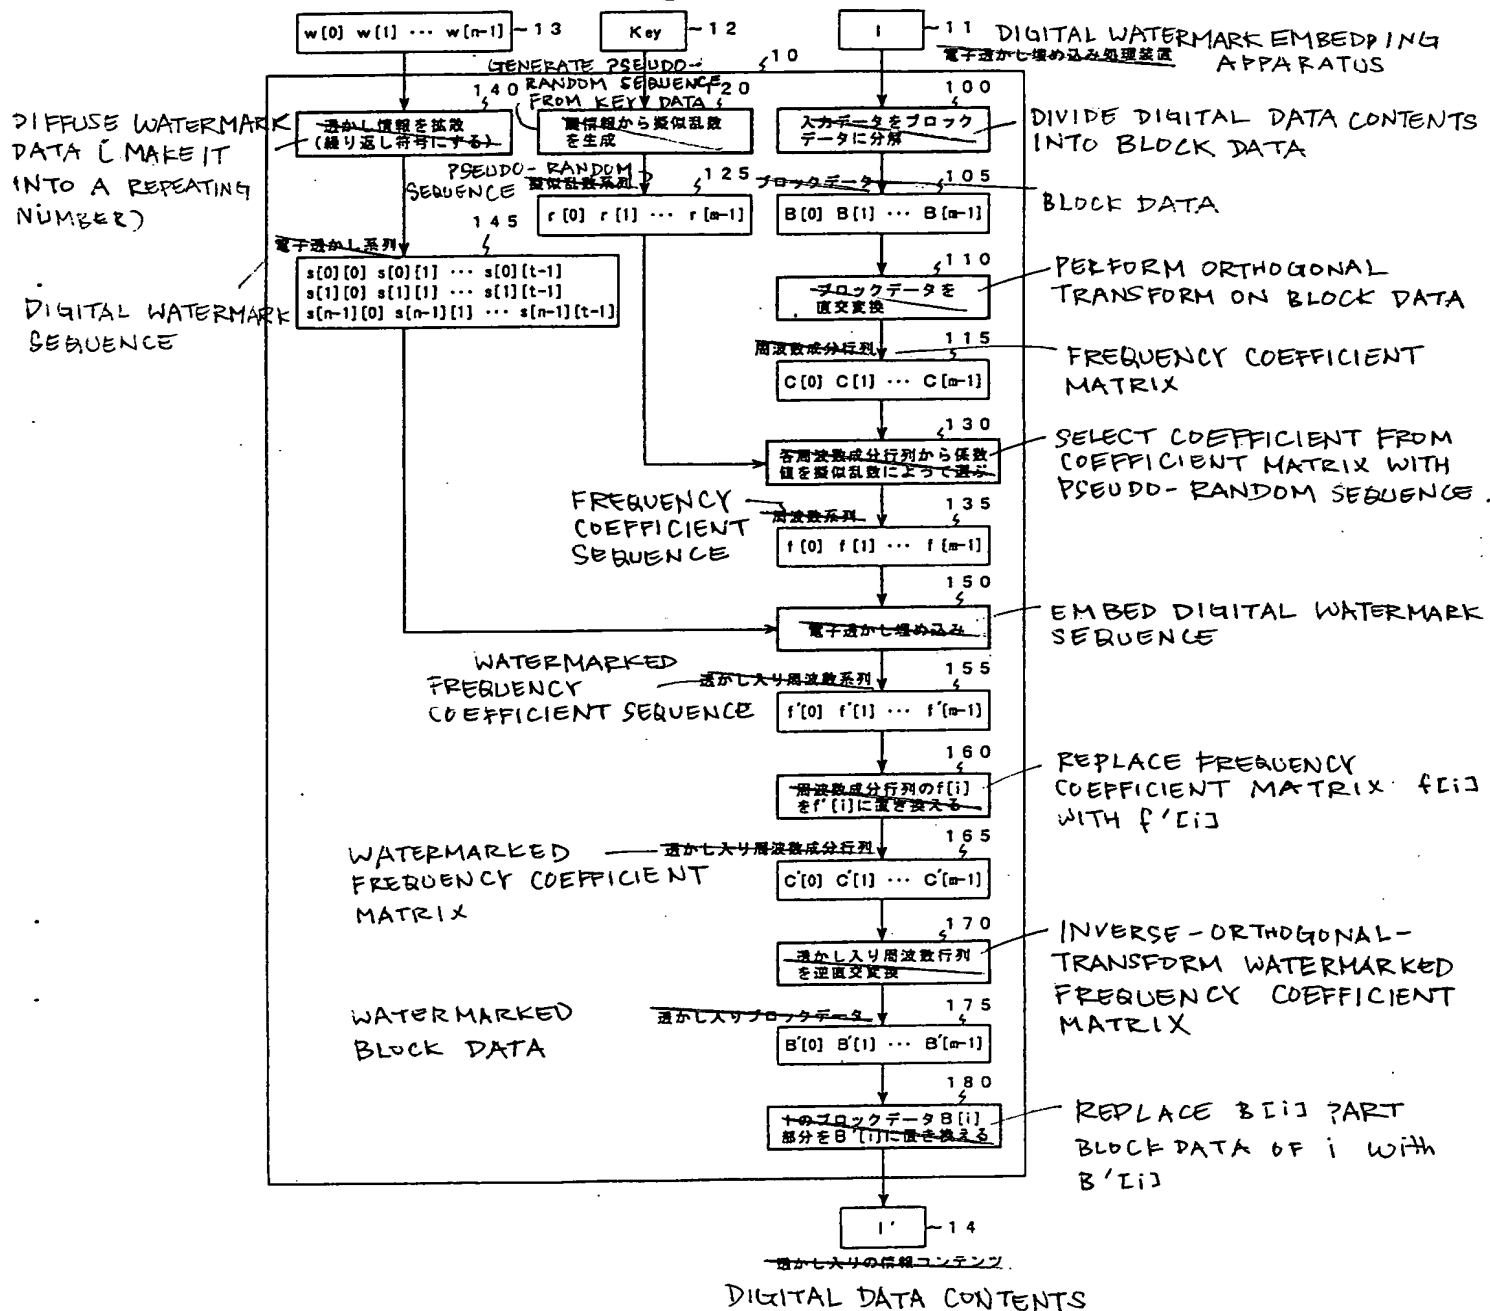 w[0] w[1] ··· w[n-1] ~13
Key ~12
I ~11
DIGITAL WATERMARK EMBEDDING
APPARATUS
電子透かし埋め込み処理装置
10
GENERATE PSEUDO-
RANDOM SEQUENCE
FROM KEY DATA
140
120
100
DIFFUSE WATERMARK
DATA (MAKE IT
INTO A REPEATING
NUMBER)
透かし情報を拡散
(繰り返し符号にする)
鍵情報から擬似乱数
を生成
入力データをブロック
データに分解
DIVIDE DIGITAL DATA CONTENTS
INTO BLOCK DATA
PSEUDO-RANDOM
SEQUENCE
擬似乱数系列
125
ブロックデータ
105
BLOCK DATA
r[0] r[1] ··· r[m-1]
B[0] B[1] ··· B[m-1]
145
電子透かし系列
s[0][0] s[0][1] ··· s[0][t-1]
s[1][0] s[1][1] ··· s[1][t-1]
s[n-1][0] s[n-1][1] ··· s[n-1][t-1]
DIGITAL WATERMARK
SEQUENCE
110
ブロックデータを
直交変換
PERFORM ORTHOGONAL
TRANSFORM ON BLOCK DATA
周波数成分行列
115
C[0] C[1] ··· C[m-1]
FREQUENCY COEFFICIENT
MATRIX
130
各周波数成分行列から係数
値を擬似乱数によって選ぶ
SELECT COEFFICIENT FROM
COEFFICIENT MATRIX WITH
PSEUDO-RANDOM SEQUENCE.
FREQUENCY
COEFFICIENT
SEQUENCE
周波数系列
135
f[0] f[1] ··· f[m-1]
150
電子透かし埋め込み
EMBED DIGITAL WATERMARK
SEQUENCE
WATERMARKED
FREQUENCY
COEFFICIENT SEQUENCE
透かし入り周波数系列
155
f'[0] f'[1] ··· f'[m-1]
160
周波数成分行列のf[i]
をf'[i]に置き換える
REPLACE FREQUENCY
COEFFICIENT MATRIX f[i]
WITH f'[i]
WATERMARKED
FREQUENCY COEFFICIENT
MATRIX
透かし入り周波数成分行列
165
C'[0] C'[1] ··· C'[m-1]
170
透かし入り周波数行列
を逆直交変換
INVERSE-ORTHOGONAL-
TRANSFORM WATERMARKED
FREQUENCY COEFFICIENT
MATRIX
WATERMARKED
BLOCK DATA
透かし入りブロックデータ
175
B'[0] B'[1] ··· B'[m-1]
180
IのブロックデータB[i]
部分をB'[i]に置き換える
REPLACE B[i] PART
BLOCK DATA OF i with
B'[i]
I' ~14
透かし入りの情報コンテンツ
DIGITAL DATA CONTENTS